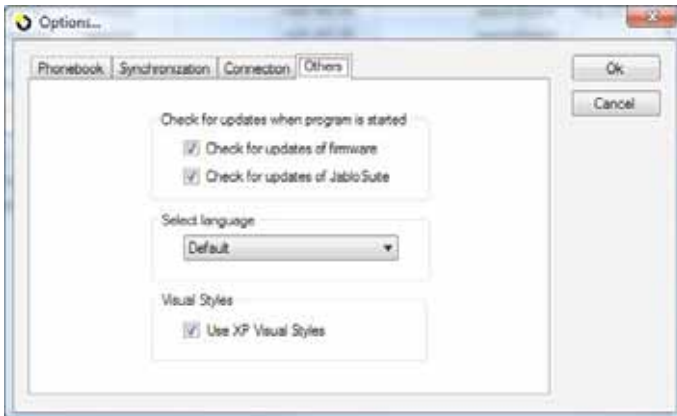 Options...
Phonebook Synchronization Connection Others
Ok
Cancel
Check for updates when program is started
Check for updates of firmware
Check for updates of JabloSuite
Select language
Default
Visual Styles
Use XP Visual Styles